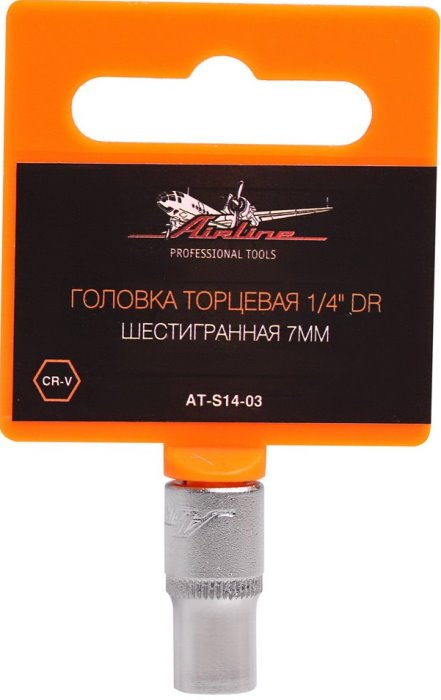 Airline
PROFESSIONAL TOOLS
ГОЛОВКА ТОРЦЕВАЯ 1/4" DR
ШЕСТИГРАННАЯ 7ММ
CR-V
AT-S14-03